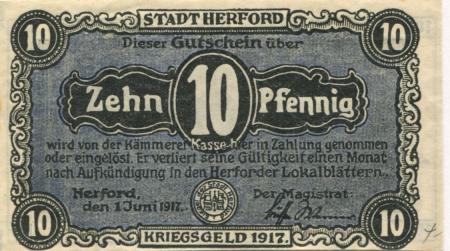 STADT HERFORD
10 10
Dieser Gutschein über
Zehn 10 Pfennig
wird von der Kämmerei Kasse hier in Zahlung genommen
oder eingelöst. Er verliert seine Gültigkeit einen Monat
nach Aufkündigung in den Herforder Lokalblättern.
Herford, Der Magistrat:
den 1 Juni 1917.
10 10
KRIEGSGELD 1917.